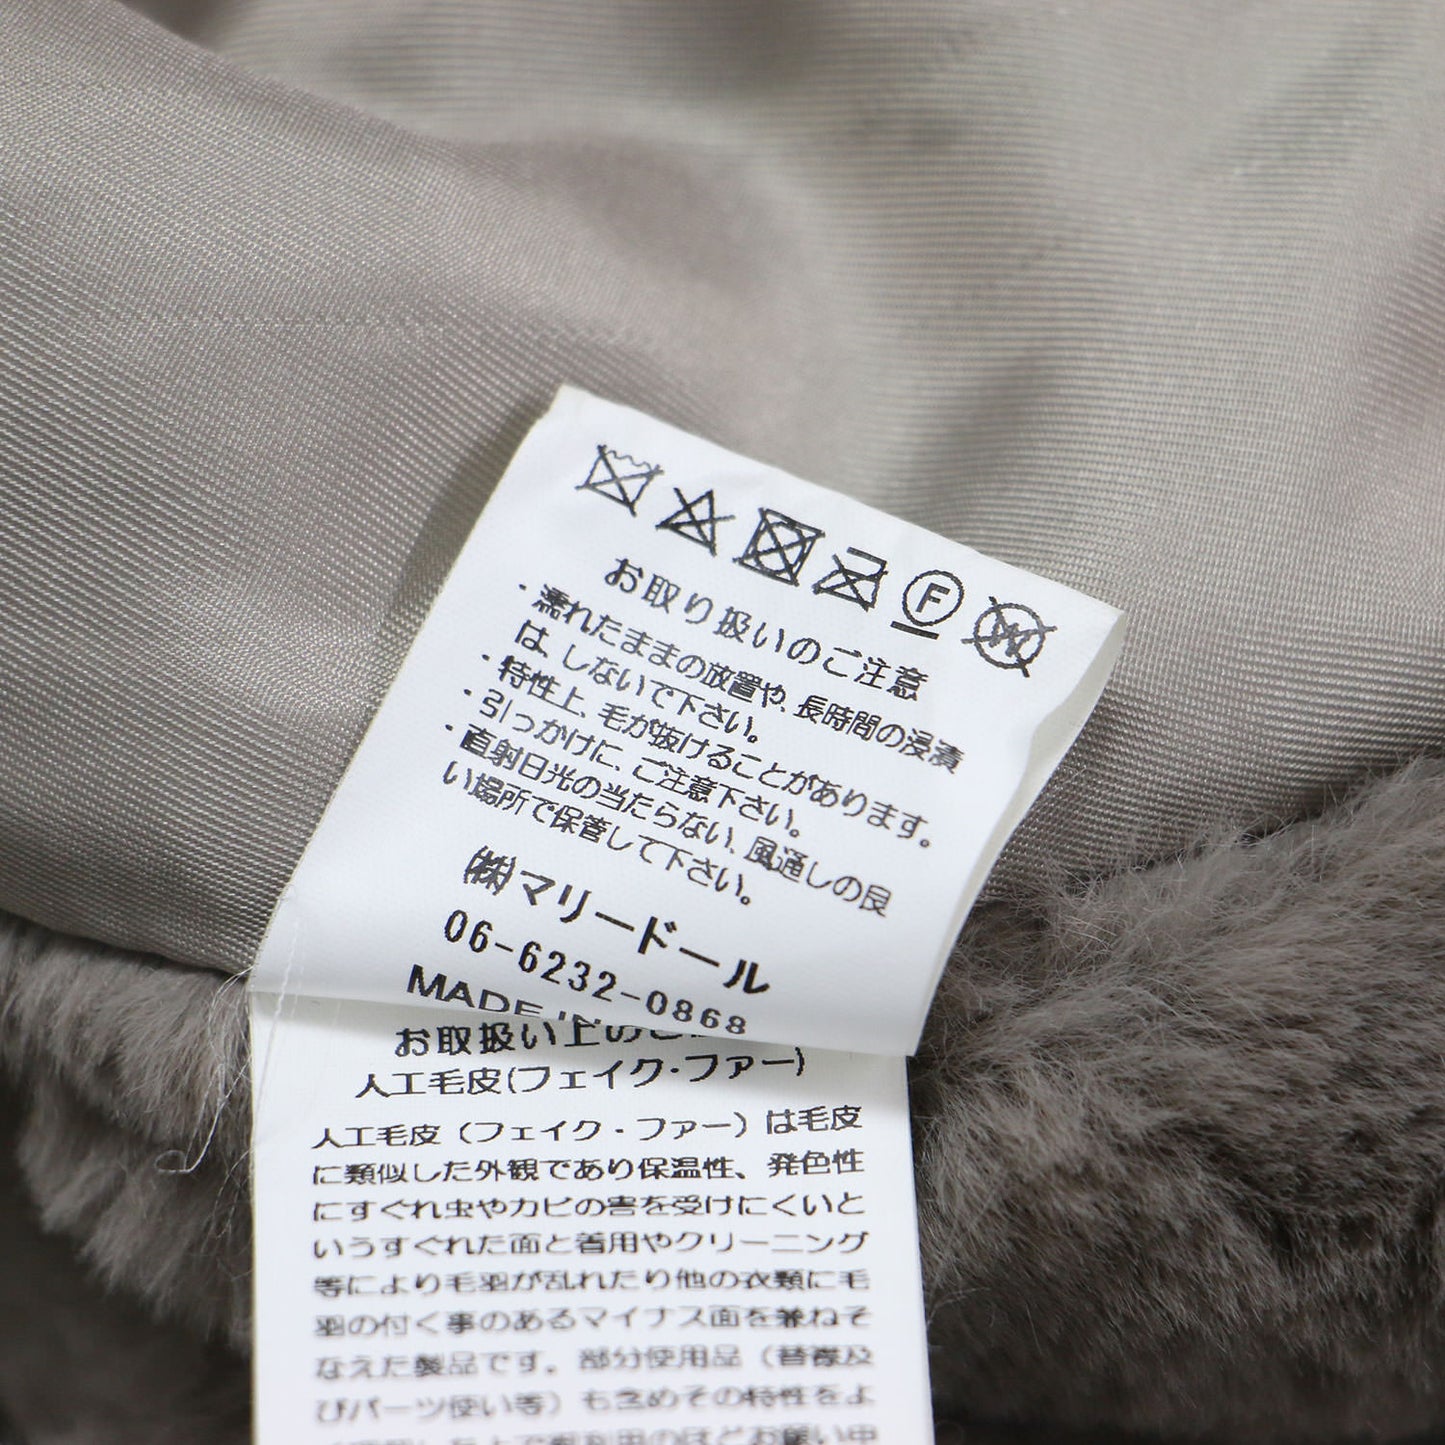 F
W
お取り扱いのご注意
・濡れたままの放置や、長時間の浸漬
は、しないで下さい。
・特性上、毛が抜けることがあります。
・引っかけに、ご注意下さい。
・直射日光の当たらない、風通しの良
い場所で保管して下さい。
㈱マリードール
06-6232-0868
MADE IN
お取扱い上のご
人工毛皮(フェイク・ファー)
人工毛皮（フェイク・ファー）は毛皮
に類似した外観であり保温性、発色性
にすぐれ虫やカビの害を受けにくいと
いうすぐれた面と着用やクリーニング
等により毛羽が乱れたり他の衣類に毛
羽の付く事のあるマイナス面を兼ねそ
なえた製品です。部分使用品（替襟及
びパーツ使い等）も含めその特性をよ